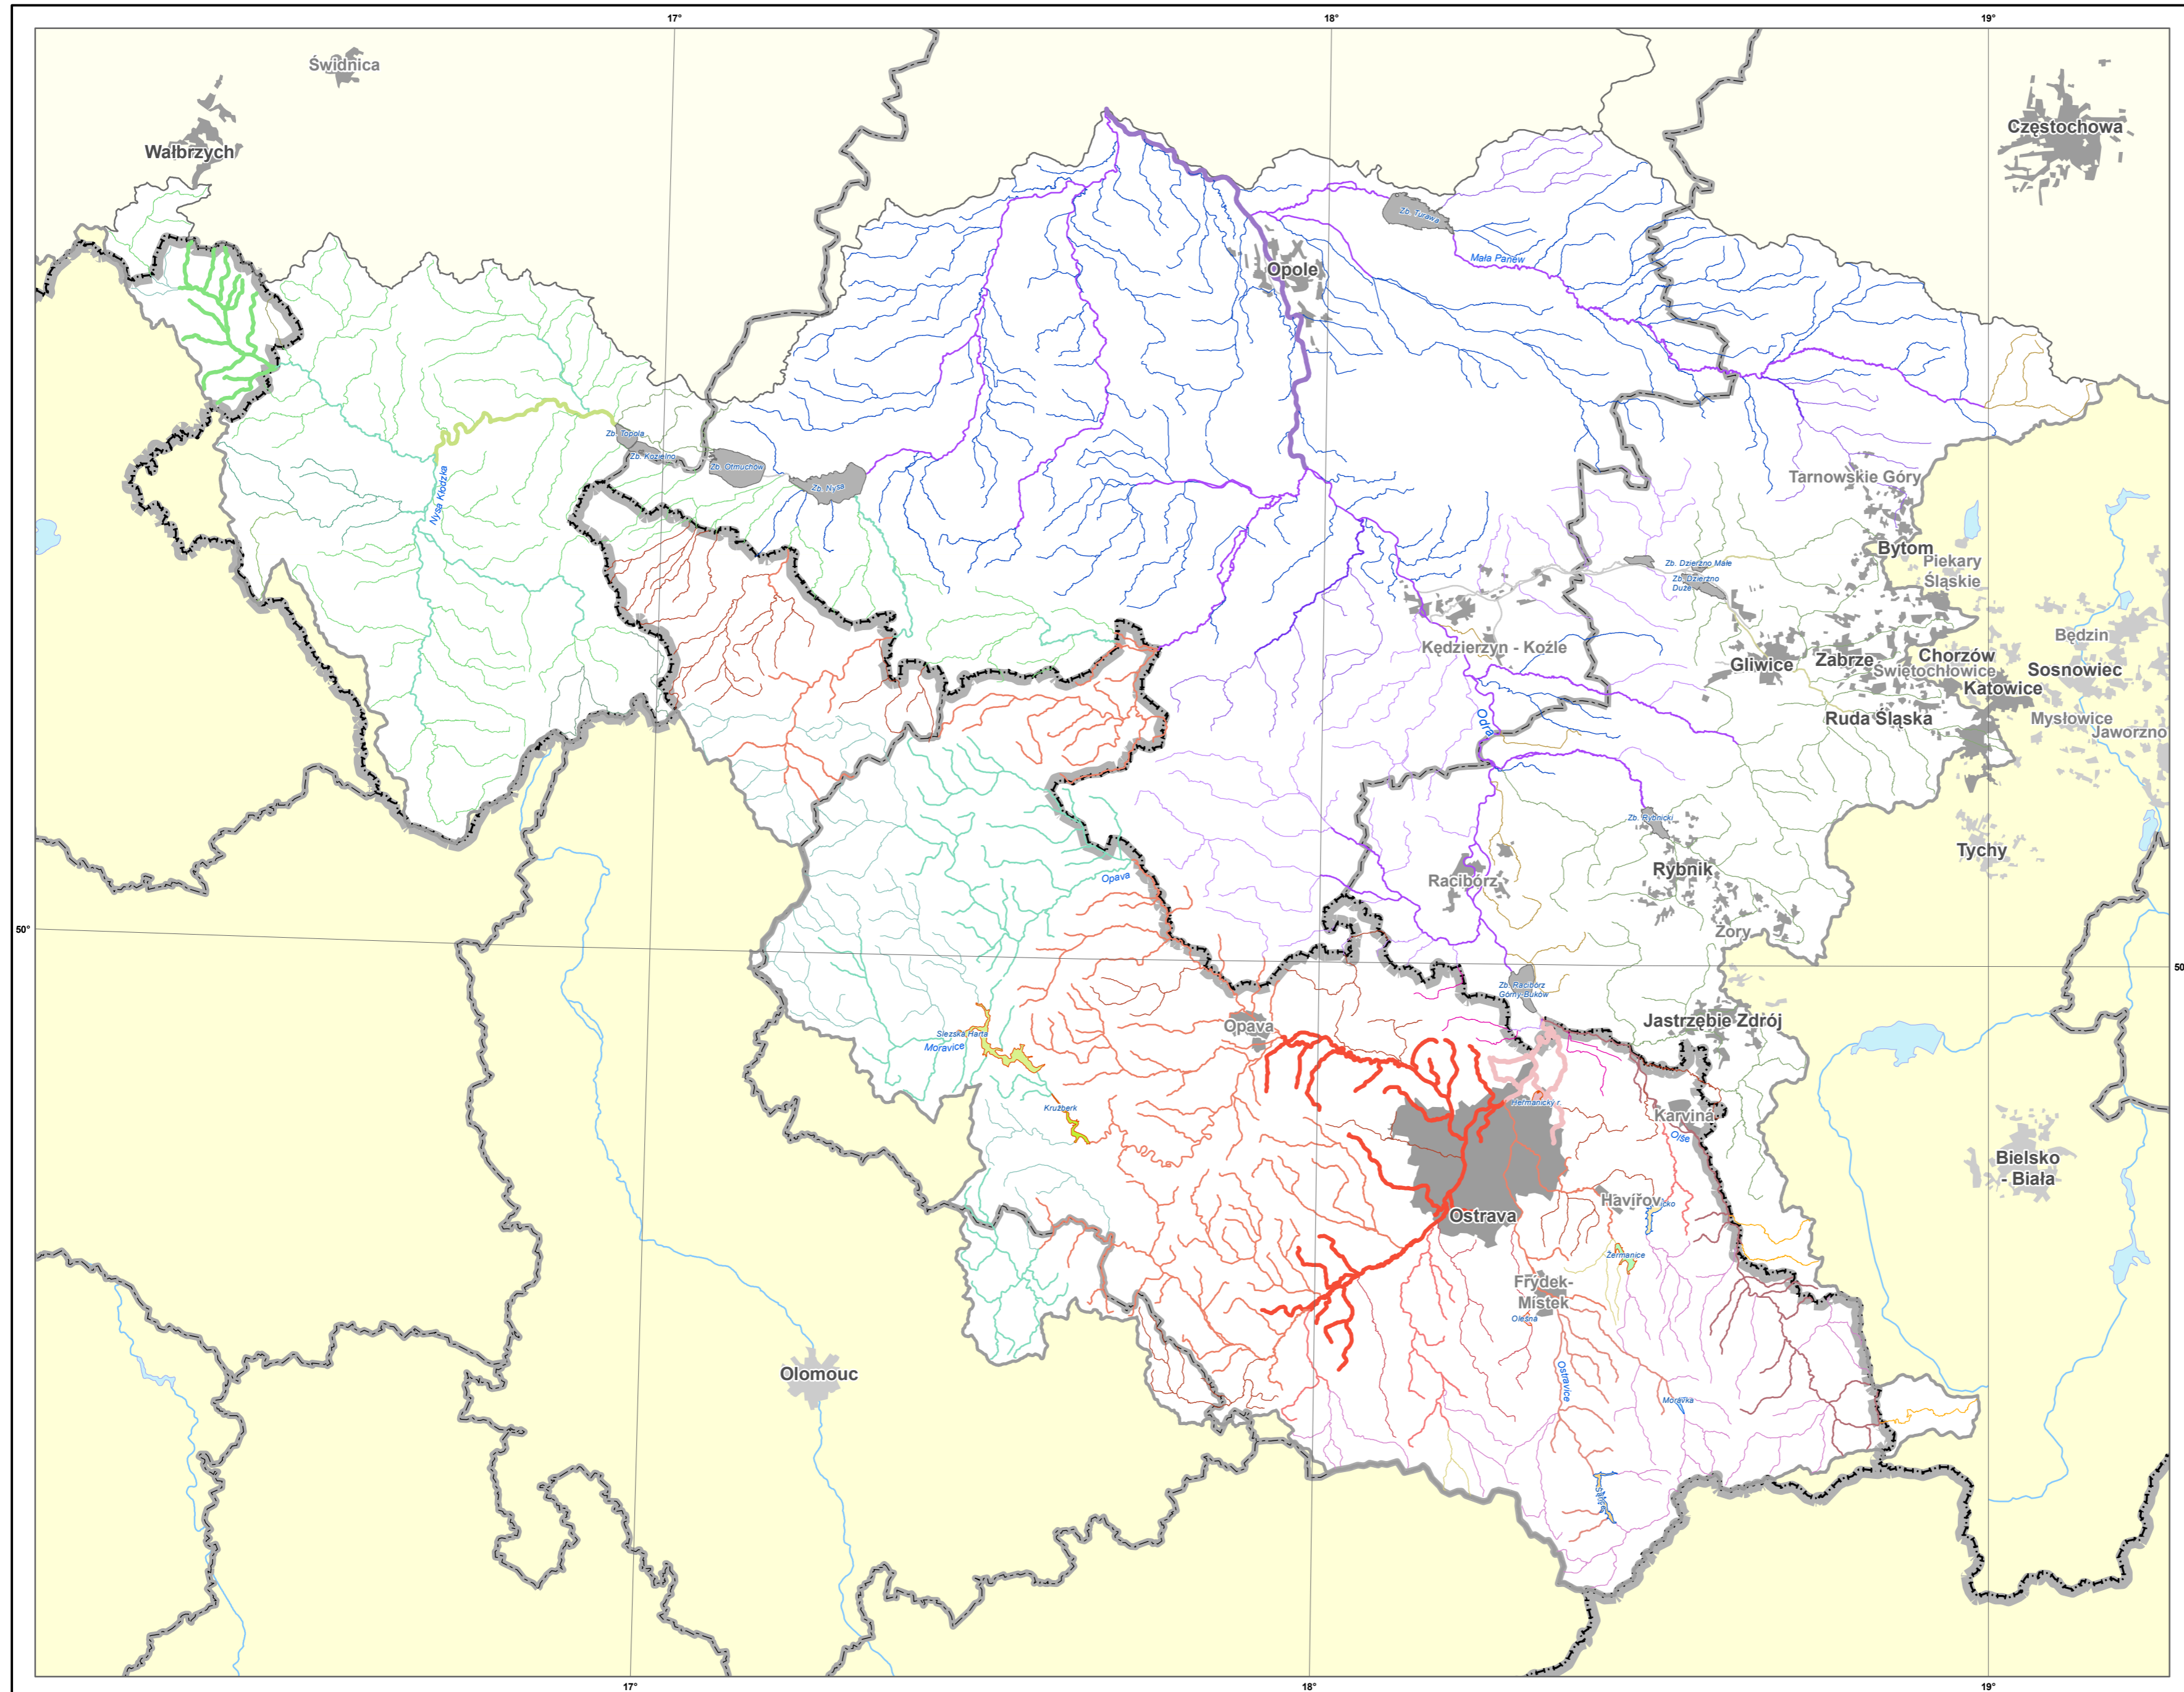 17°
18°
19°
Świdnica
Wałbrzych
Częstochowa
Zb. Turawa
Mała Panew
Opole
Zb. Topola
Zb. Kozielno
Zb. Otmuchów
Zb. Nysa
Nysa Kłodzka
Tarnowskie Góry
Bytom
Piekary
Śląskie
Zb. Dzierżno Małe
Zb. Dzierżno
Duże
Kędzierzyn - Koźle
Gliwice
Zabrze
Chorzów
Świętochłowice
Katowice
Będzin
Sosnowiec
Ruda Śląska
Mysłowice
Jaworzno
Odra
Zb. Rybnicki
Rybnik
Tychy
Racibórz
Opava
Żory
50°
50
Zb. Racibórz
Górny-Buków
Jastrzębie Zdrój
Opava
Slezská Harta
Moravice
Kružberk
Heřmanický r.
Karviná
Olše
Bielsko
- Biała
Havířov
Ostrava
Žermanice
Frýdek-
Místek
Olešná
Ostravice
Morávka
Olomouc
17°
18°
19°